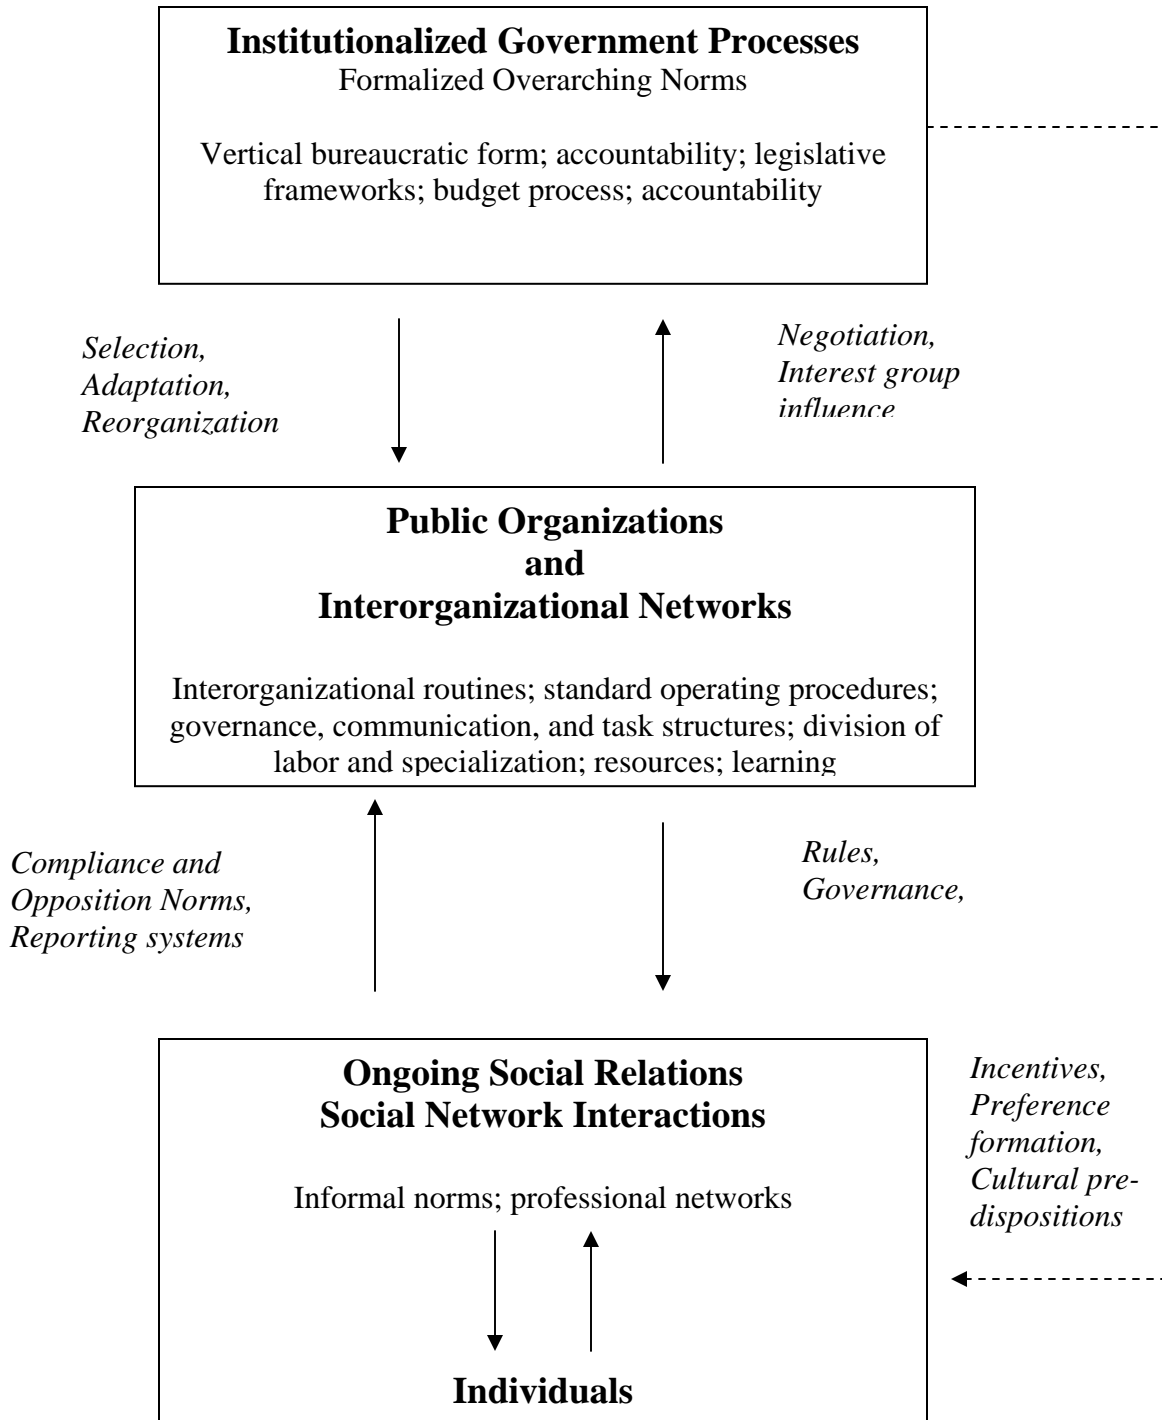 Institutionalized Government Processes
Formalized Overarching Norms
Vertical bureaucratic form; accountability; legislative
frameworks; budget process; accountability
Selection,
Adaptation,
Reorganization
Negotiation,
Interest group
influence
Public Organizations
and
Interorganizational Networks
Interorganizational routines; standard operating procedures;
governance, communication, and task structures; division of
labor and specialization; resources; learning
Compliance and
Opposition Norms,
Reporting systems
Rules,
Governance,
Ongoing Social Relations
Social Network Interactions
Informal norms; professional networks
Incentives,
Preference
formation,
Cultural pre-
dispositions
Individuals